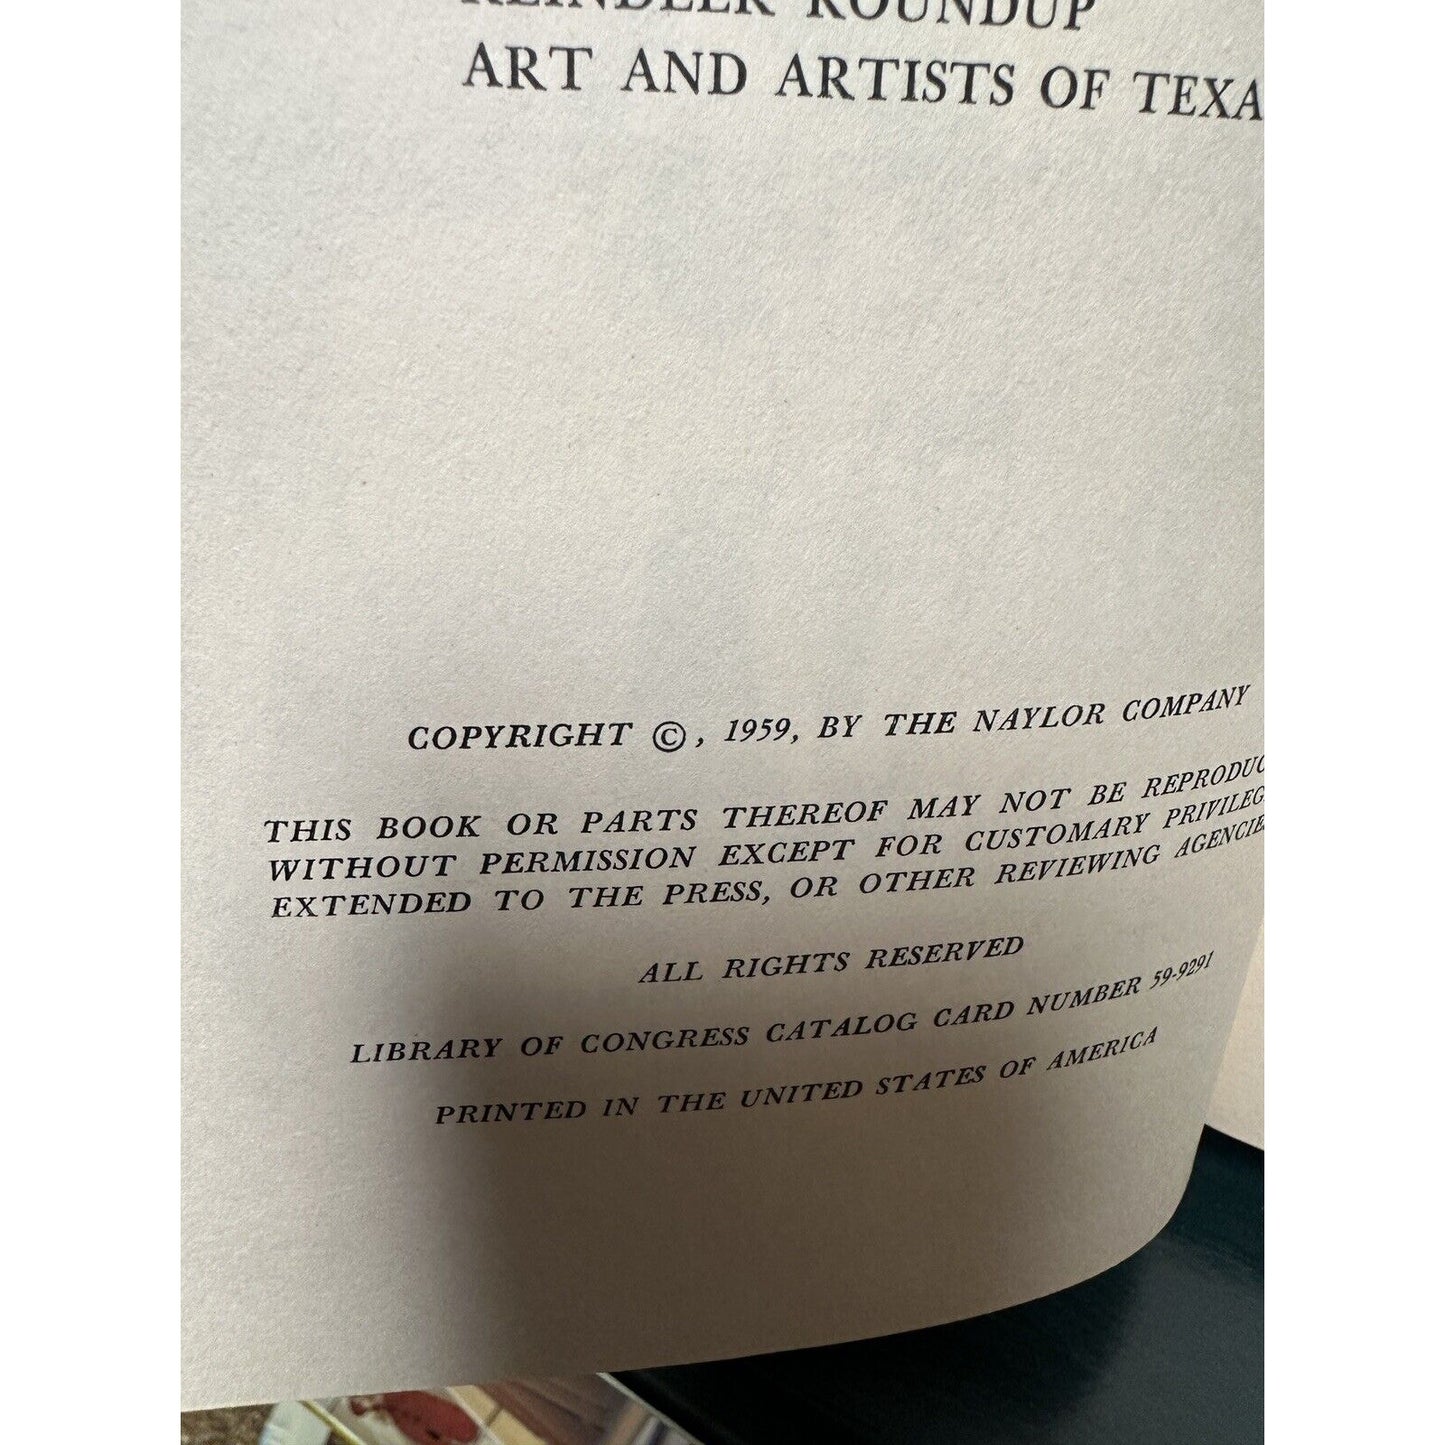 REINDEER ROUNDUP
ART AND ARTISTS OF TEXA
COPYRIGHT ©, 1959, BY THE NAYLOR COMPANY
THIS BOOK OR PARTS THEREOF MAY NOT BE REPRODUC
WITHOUT PERMISSION EXCEPT FOR CUSTOMARY PRIVILEG
EXTENDED TO THE PRESS, OR OTHER REVIEWING AGENCIE
ALL RIGHTS RESERVED
LIBRARY OF CONGRESS CATALOG CARD NUMBER 59-9291
PRINTED IN THE UNITED STATES OF AMERICA